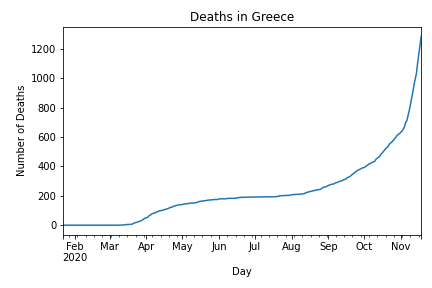 Deaths in Greece
Number of Deaths
1200
1000
800
600
400
200
0
Feb Mar Apr May Jun Jul Aug Sep Oct Nov
2020
Day